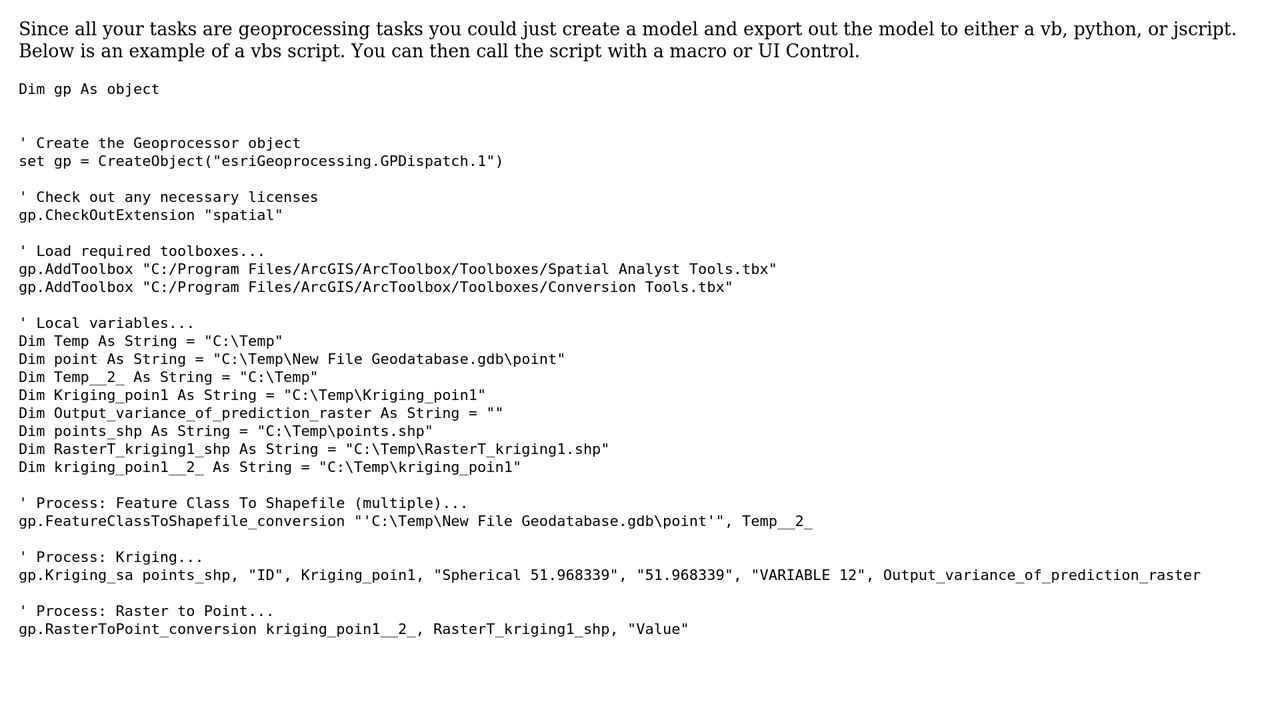 Since all your tasks are geoprocessing tasks you could just create a model and export out the model to either a vb, python, or jscript.
Below is an example of a vbs script. You can then call the script with a macro or UI Control.
Dim gp As object
' Create the Geoprocessor object
set gp = CreateObject("esriGeoprocessing.GPDispatch.1")
' Check out any necessary licenses
gp.CheckOutExtension "spatial"
' Load required toolboxes...
gp.AddToolbox "C:/Program Files/ArcGIS/ArcToolbox/Toolboxes/Spatial Analyst Tools.tbx"
gp.AddToolbox "C:/Program Files/ArcGIS/ArcToolbox/Toolboxes/Conversion Tools.tbx"
' Local variables...
Dim Temp As String = "C:\Temp"
Dim point As String = "C:\Temp\New File Geodatabase.gdb\point"
Dim Temp__2_ As String = "C:\Temp"
Dim Kriging_poin1 As String = "C:\Temp\Kriging_poin1"
Dim Output_variance_of_prediction_raster As String = ""
Dim points_shp As String = "C:\Temp\points.shp"
Dim RasterT_kriging1_shp As String = "C:\Temp\RasterT_kriging1.shp"
Dim kriging_poin1__2_ As String = "C:\Temp\kriging_poin1"
' Process: Feature Class To Shapefile (multiple)...
gp.FeatureClassToShapefile_conversion "'C:\Temp\New File Geodatabase.gdb\point'", Temp__2_
' Process: Kriging...
gp.Kriging_sa points_shp, "ID", Kriging_poin1, "Spherical 51.968339", "51.968339", "VARIABLE 12", Output_variance_of_prediction_raster
' Process: Raster to Point...
gp.RasterToPoint_conversion kriging_poin1__2_, RasterT_kriging1_shp, "Value"